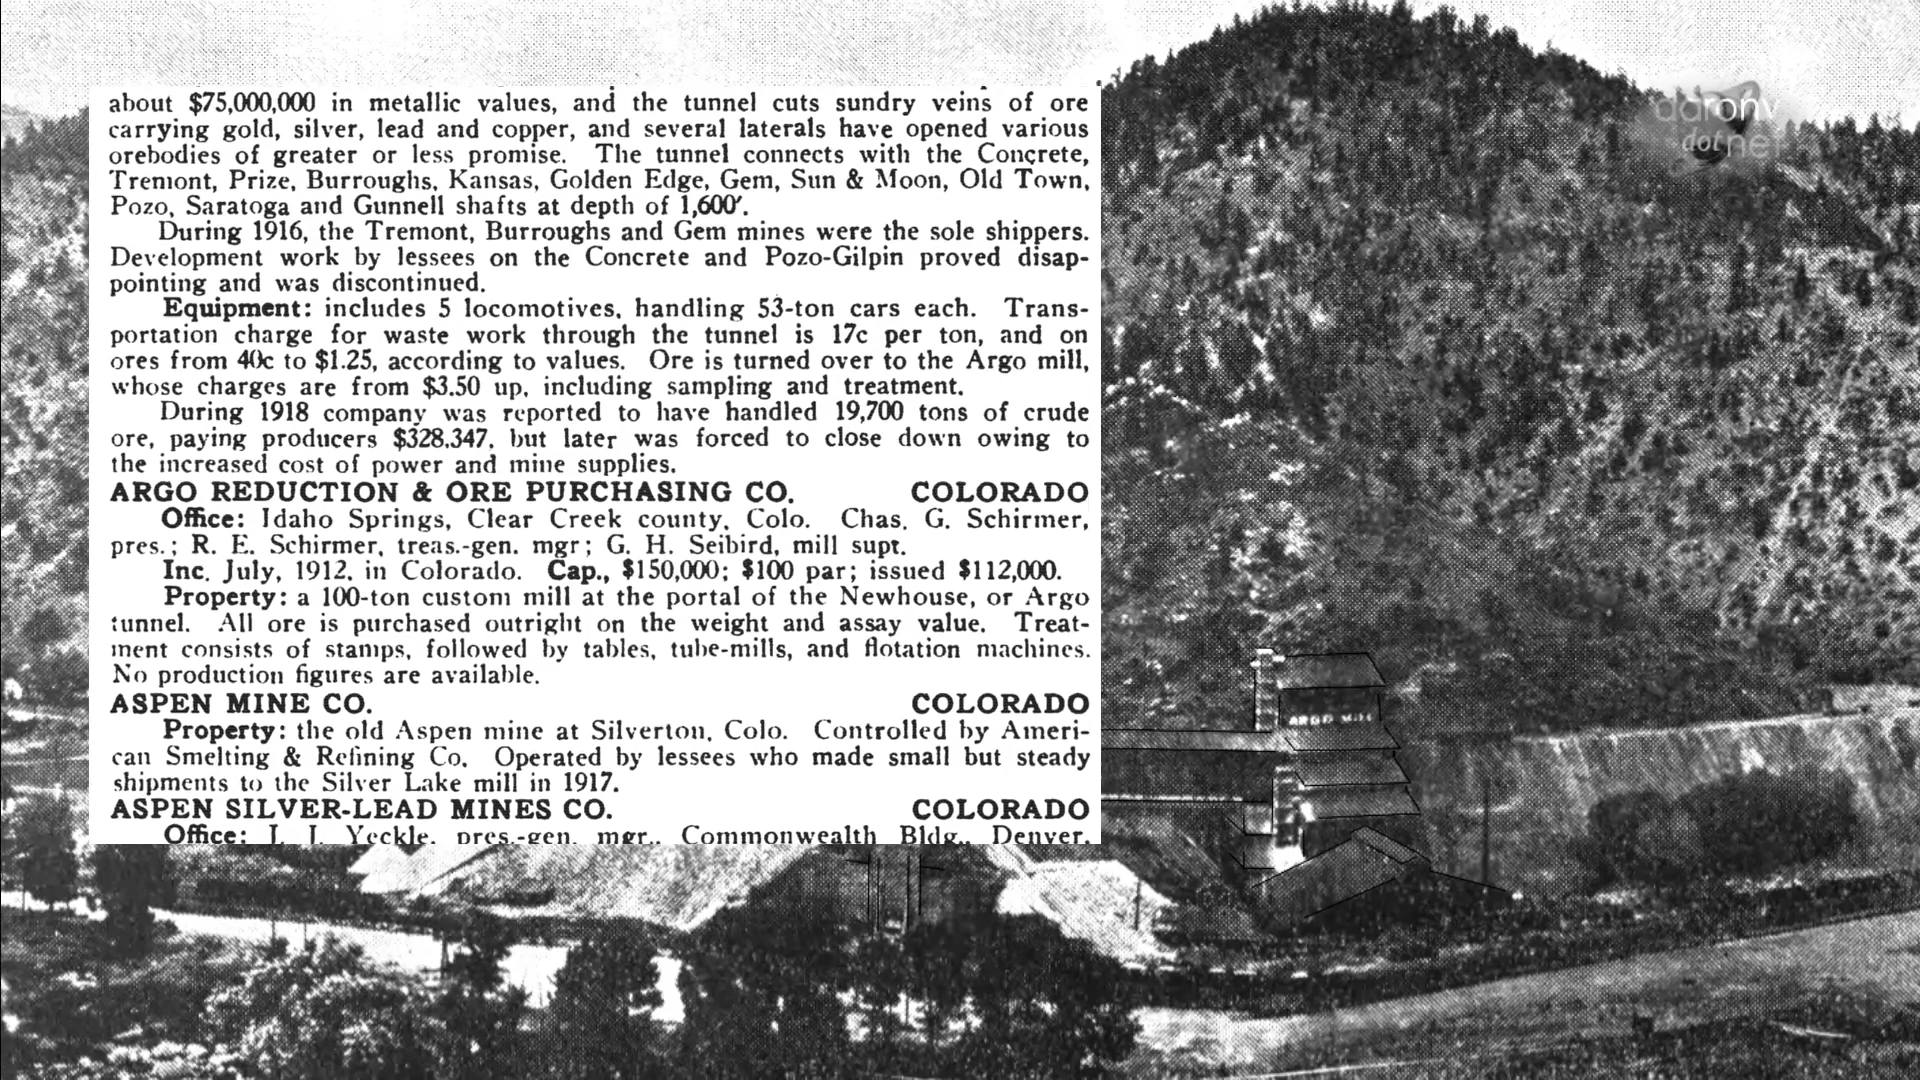 about $75,000,000 in metallic values, and the tunnel cuts sundry veins of ore
carrying gold, silver, lead and copper, and several laterals have opened various
orebodies of greater or less promise. The tunnel connects with the Concrete,
Tremont, Prize, Burroughs, Kansas, Golden Edge, Gem, Sun & Moon, Old Town,
Pozo, Saratoga and Gunnell shafts at depth of 1,600'.
During 1916, the Tremont, Burroughs and Gem mines were the sole shippers.
Development work by lessees on the Concrete and Pozo-Gilpin proved disap-
pointing and was discontinued.
Equipment: includes 5 locomotives, handling 53-ton cars each. Trans-
portation charge for waste work through the tunnel is 17c per ton, and on
ores from 40c to $1.25, according to values. Ore is turned over to the Argo mill,
whose charges are from $3.50 up, including sampling and treatment.
During 1918 company was reported to have handled 19,700 tons of crude
ore, paying producers $328,347, but later was forced to close down owing to
the increased cost of power and mine supplies.
ARGO REDUCTION & ORE PURCHASING CO. COLORADO
Office: Idaho Springs, Clear Creek county, Colo. Chas. G. Schirmer,
pres.; R. E. Schirmer, treas.-gen. mgr; G. H. Seibird, mill supt.
Inc. July, 1912, in Colorado. Cap., $150,000; $100 par; issued $112,000.
Property: a 100-ton custom mill at the portal of the Newhouse, or Argo
tunnel. All ore is purchased outright on the weight and assay value. Treat-
ment consists of stamps, followed by tables, tube-mills, and flotation machines.
No production figures are available.
ASPEN MINE CO. COLORADO
Property: the old Aspen mine at Silverton, Colo. Controlled by Ameri-
can Smelting & Refining Co. Operated by lessees who made small but steady
shipments to the Silver Lake mill in 1917.
ASPEN SILVER-LEAD MINES CO. COLORADO
Office: J. J. Yeckle, pres.-gen. mgr., Commonwealth Bldg., Denver,
daronv
dot net
ARGO MILL